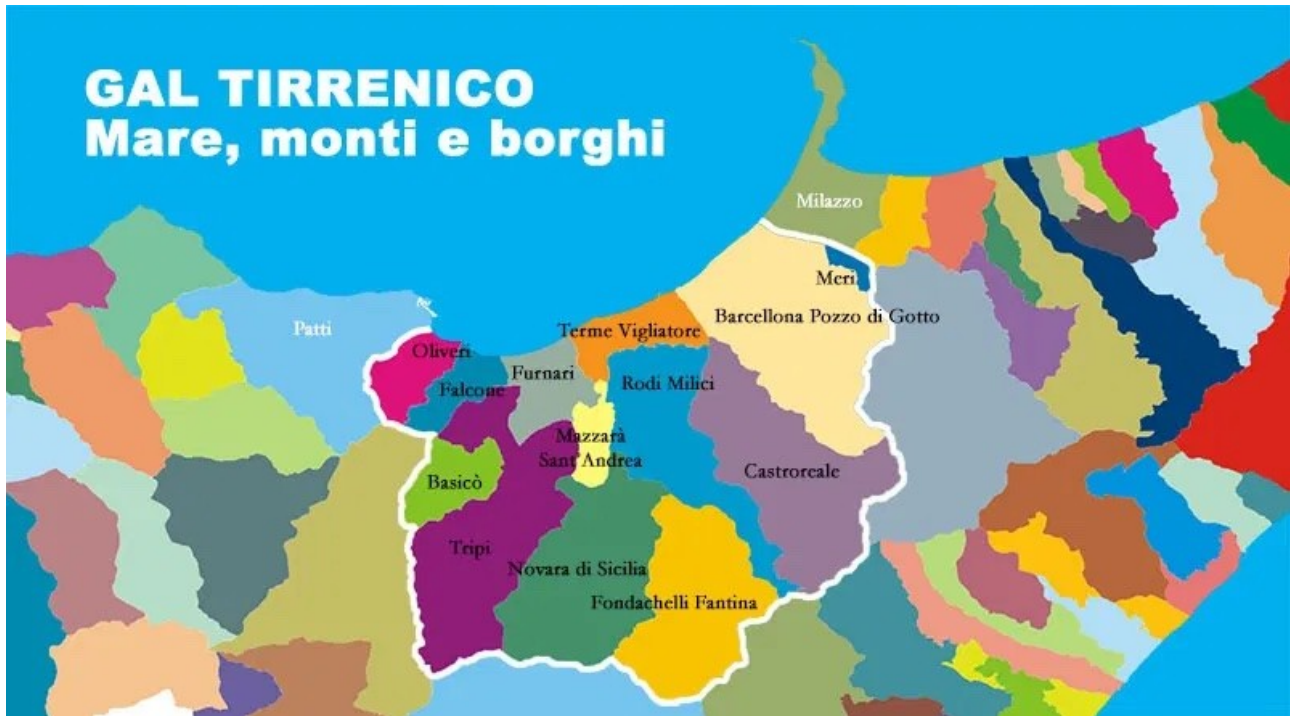 GAL TIRRENICO
Mare, monti e borghi
Milazzo
Meri
Barcellona Pozzo di Gotto
Patti
Terme Vigliatore
Oliveri
Furnari
Rodi Milici
Falcone
Mazzarà
Sant'Andrea
Castroreale
Basicò
Tripi
Novara di Sicilia
Fondachelli Fantina